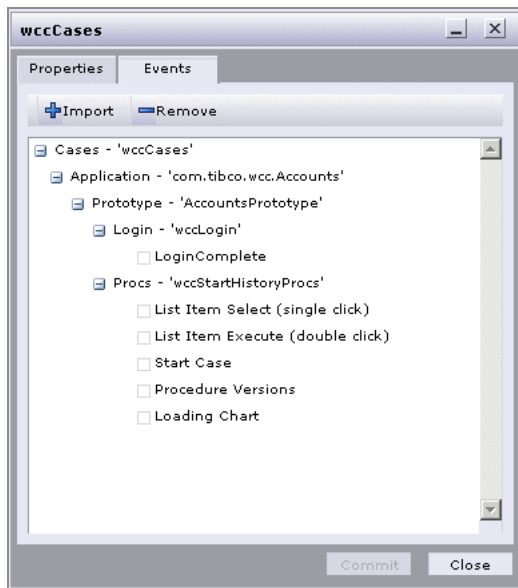 wccCases
Properties Events
Import Remove
Cases - 'wccCases'
Application - 'com.tibco.wcc.Accounts'
Prototype - 'AccountsPrototype'
Login - 'wccLogin'
LoginComplete
Procs - 'wccStartHistoryProcs'
List Item Select (single click)
List Item Execute (double click)
Start Case
Procedure Versions
Loading Chart
Commit Close